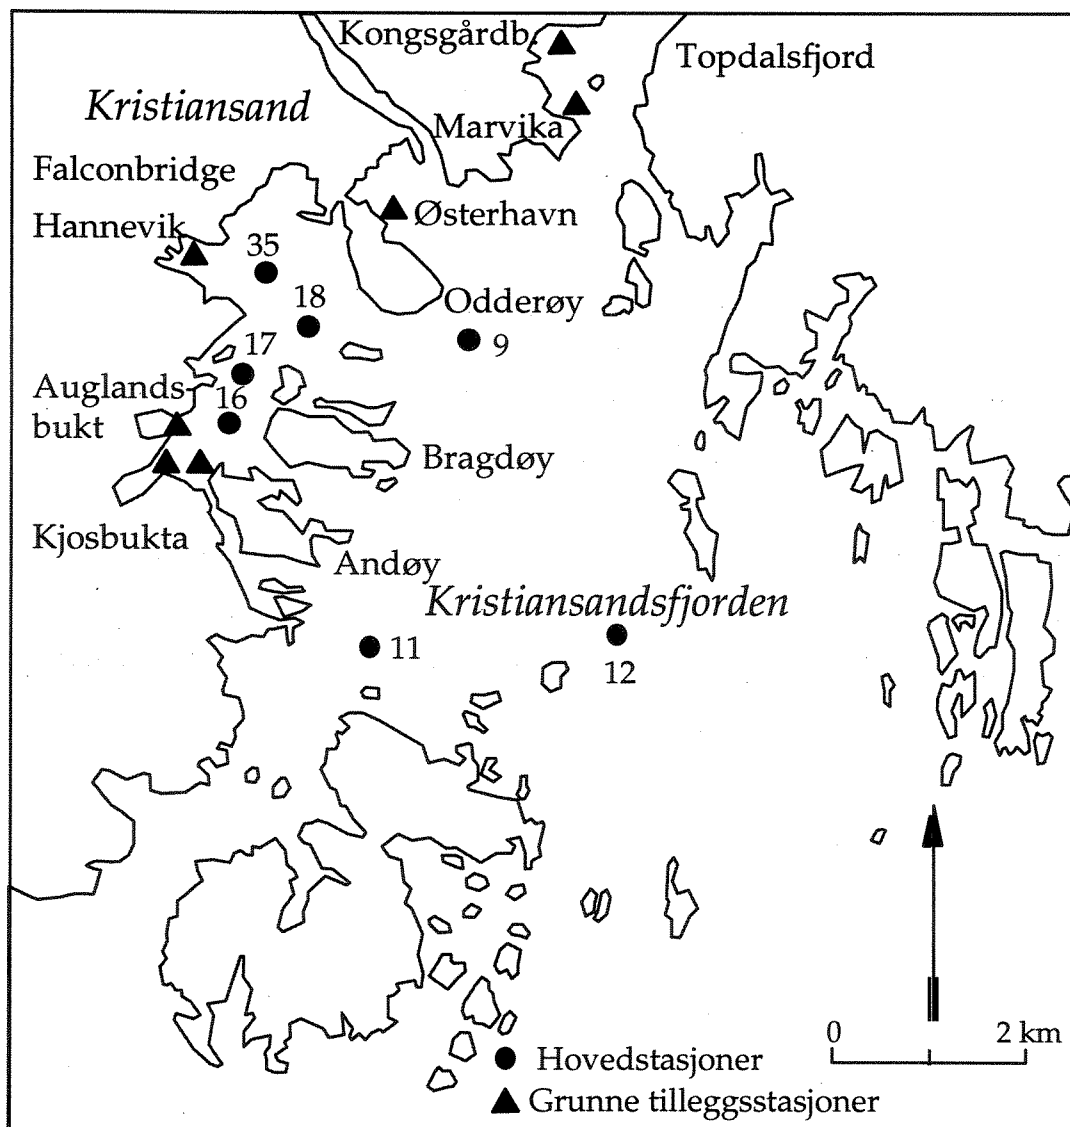 Kongsgårdb.
Topdalsfjord
Kristiansand
Marvika
Falconbridge
Hannevik
Østerhavn
35
18
Odderøy
9
17
Auglands-
bukt
16
Bragdøy
Kjosbukta
Andøy
Kristiansandsfjorden
11
12
0 2 km
Hovedstasjoner
Grunne tilleggsstasjoner